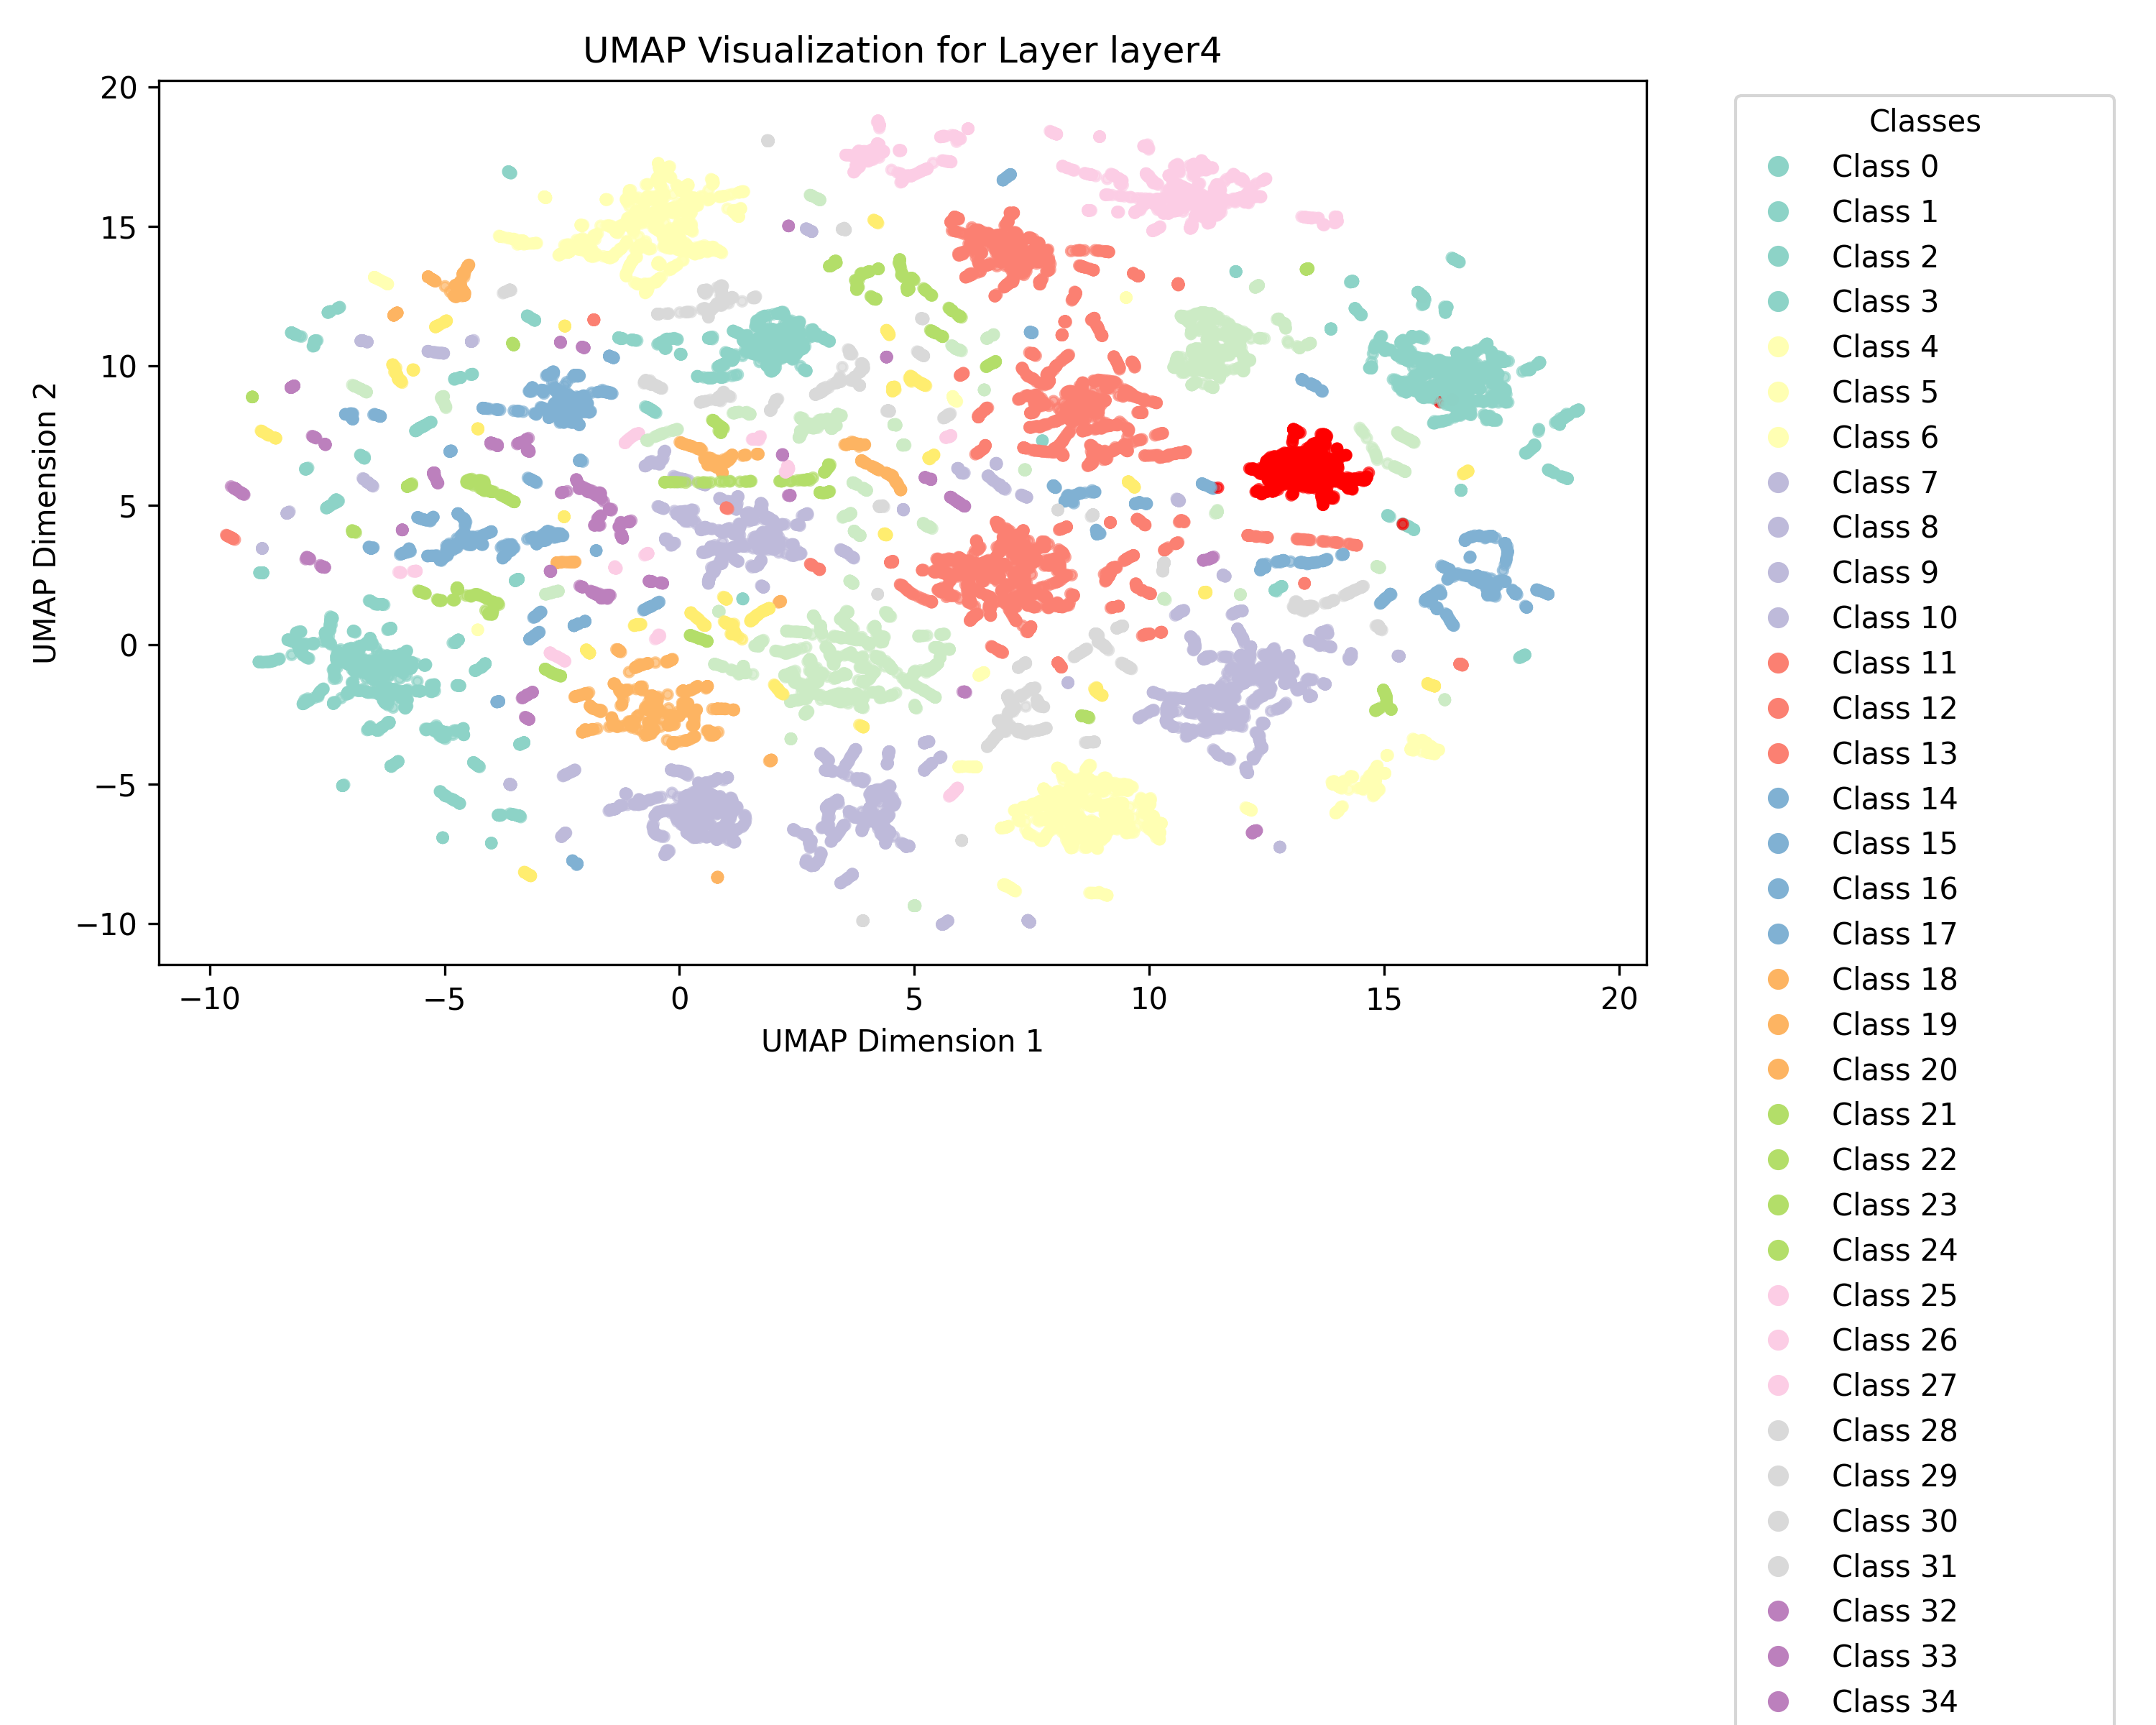 UMAP Visualization for Layer layer4
20
15
10
5
0
−5
−10
UMAP Dimension 2
−10 −5 0 5 10 15 20
UMAP Dimension 1
Classes
Class 0
Class 1
Class 2
Class 3
Class 4
Class 5
Class 6
Class 7
Class 8
Class 9
Class 10
Class 11
Class 12
Class 13
Class 14
Class 15
Class 16
Class 17
Class 18
Class 19
Class 20
Class 21
Class 22
Class 23
Class 24
Class 25
Class 26
Class 27
Class 28
Class 29
Class 30
Class 31
Class 32
Class 33
Class 34